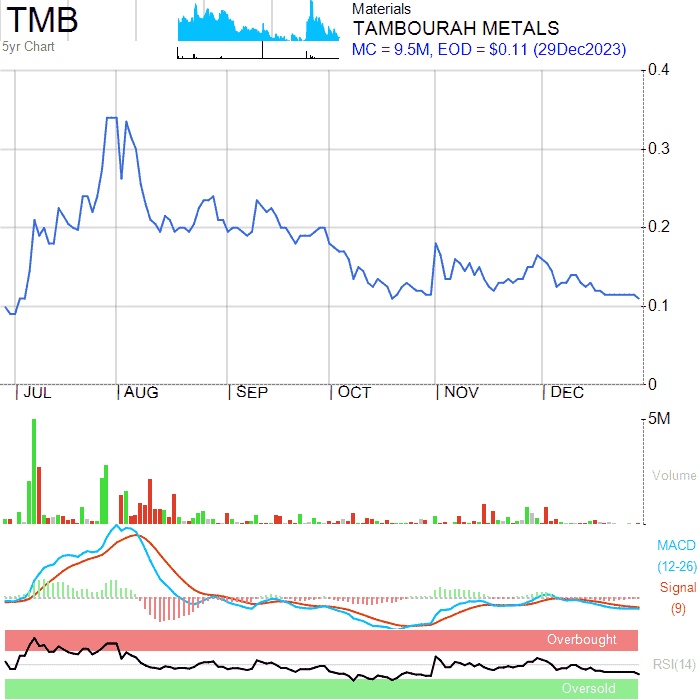 TMB
5yr Chart
Materials
TAMBOURAH METALS
MC = 9.5M, EOD = $0.11 (29Dec2023)
0.4
0.3
0.2
0.1
0
JUL AUG SEP OCT NOV DEC
5M
Volume
MACD
(12-26)
Signal
(9)
Overbought
RSI(14)
Oversold